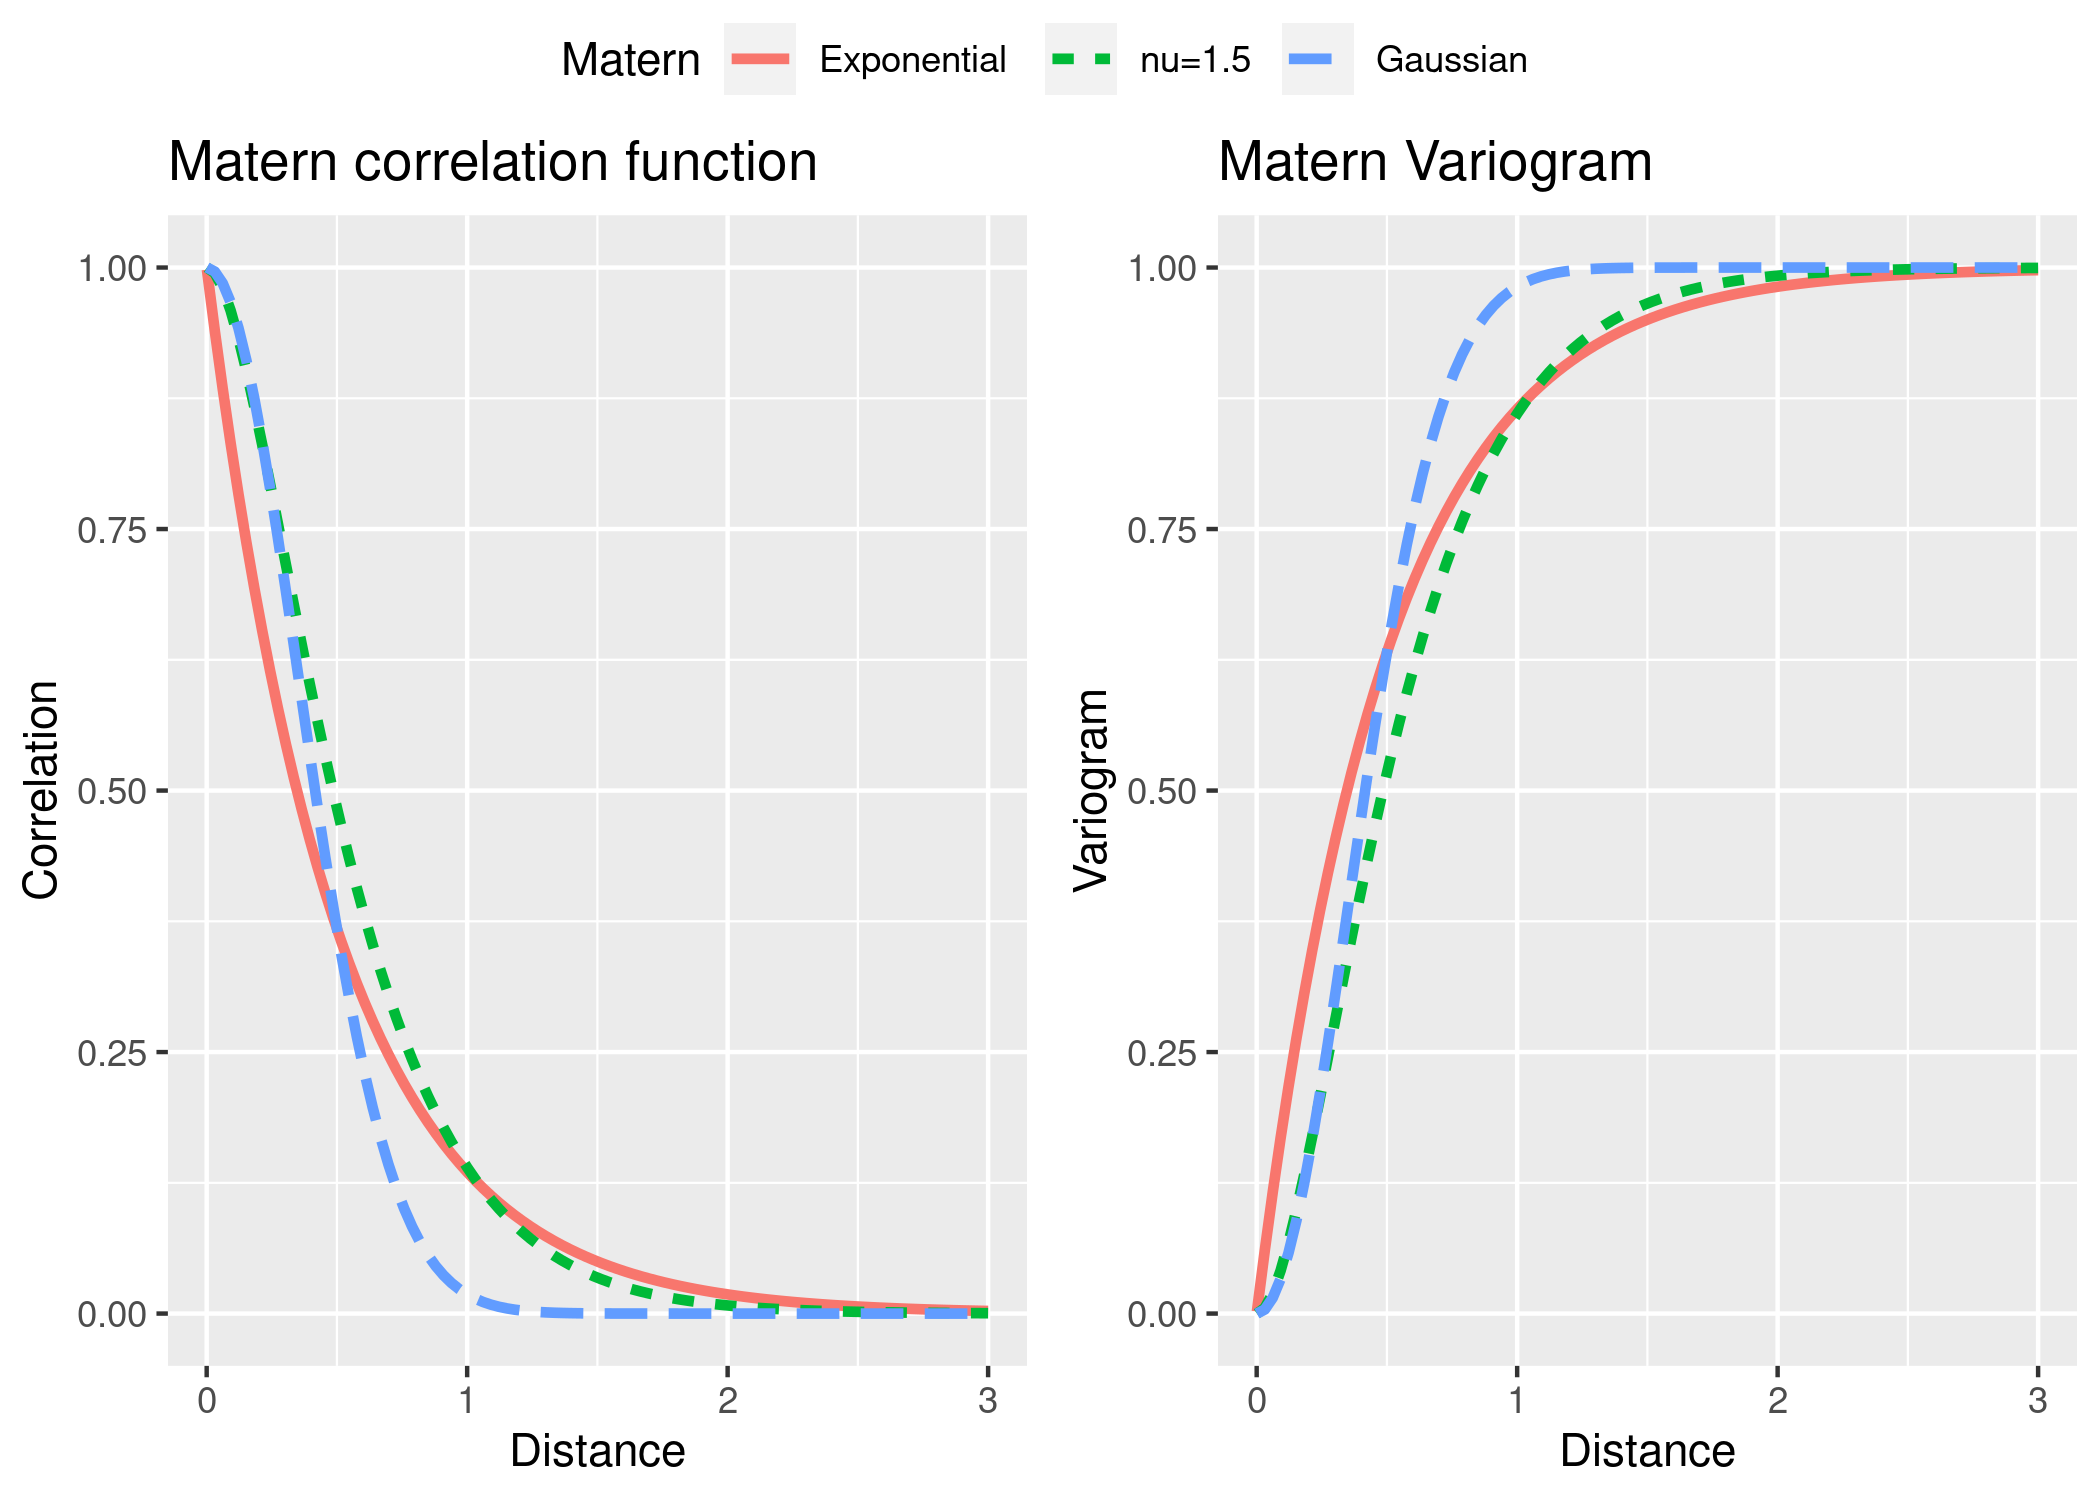 Matern Exponential nu=1.5 Gaussian
Matern correlation function
Correlation
1.00
0.75
0.50
0.25
0.00
0 1 2 3
Distance
Matern Variogram
Variogram
1.00
0.75
0.50
0.25
0.00
0 1 2 3
Distance